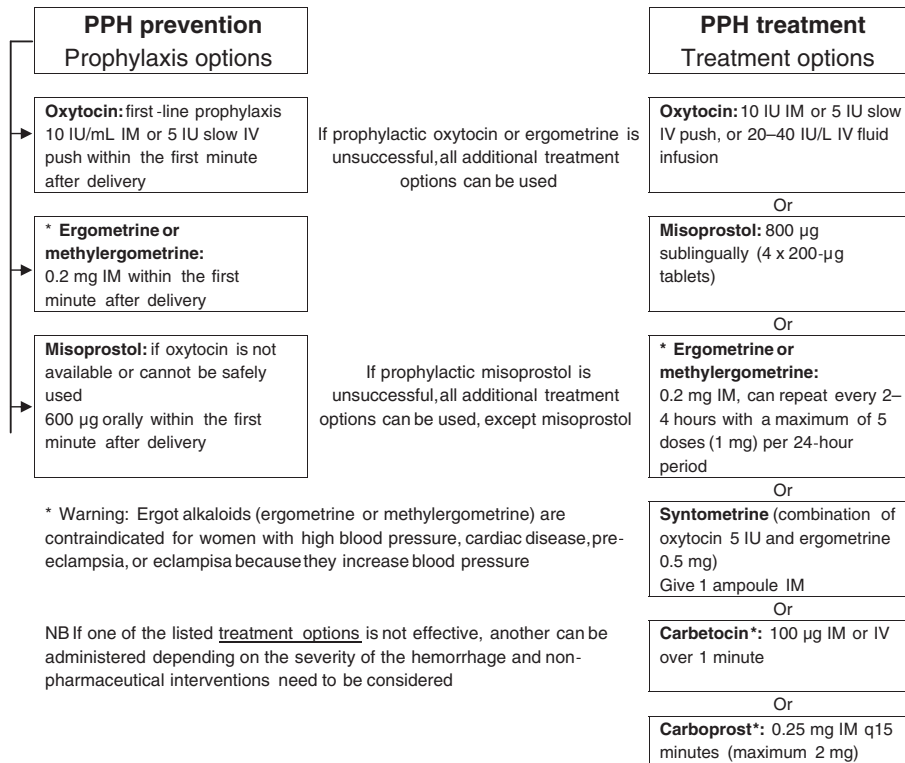 PPH prevention
Prophylaxis options
Oxytocin: first-line prophylaxis
10 IU/mL IM or 5 IU slow IV
push within the first minute
after delivery
* Ergometrine or
methylergometrine:
0.2 mg IM within the first
minute after delivery
Misoprostol: if oxytocin is not
available or cannot be safely
used
600 µg orally within the first
minute after delivery
If prophylactic oxytocin or ergometrine is
unsuccessful, all additional treatment
options can be used
If prophylactic misoprostol is
unsuccessful, all additional treatment
options can be used, except misoprostol
* Warning: Ergot alkaloids (ergometrine or methylergometrine) are
contraindicated for women with high blood pressure, cardiac disease, pre-
eclampsia, or eclampisa because they increase blood pressure
NB If one of the listed treatment options is not effective, another can be
administered depending on the severity of the hemorrhage and non-
pharmaceutical interventions need to be considered
PPH treatment
Treatment options
Oxytocin: 10 IU IM or 5 IU slow
IV push, or 20–40 IU/L IV fluid
infusion
Or
Misoprostol: 800 µg
sublingually (4 x 200-µg
tablets)
Or
* Ergometrine or
methylergometrine:
0.2 mg IM, can repeat every 2–
4 hours with a maximum of 5
doses (1 mg) per 24-hour
period
Or
Syntometrine (combination of
oxytocin 5 IU and ergometrine
0.5 mg)
Give 1 ampoule IM
Or
Carbetocin*: 100 µg IM or IV
over 1 minute
Or
Carboprost*: 0.25 mg IM q15
minutes (maximum 2 mg)